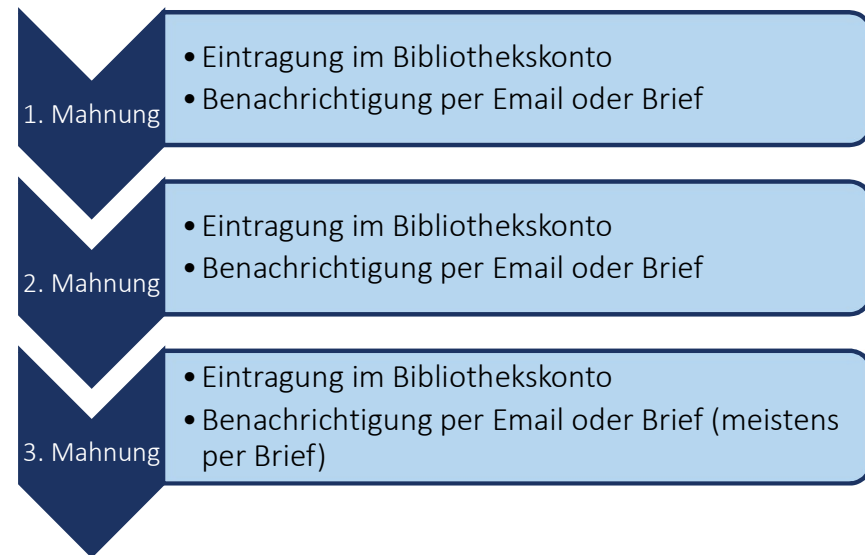 1. Mahnung
• Eintragung im Bibliothekskonto
• Benachrichtigung per Email oder Brief
2. Mahnung
• Eintragung im Bibliothekskonto
• Benachrichtigung per Email oder Brief
3. Mahnung
• Eintragung im Bibliothekskonto
• Benachrichtigung per Email oder Brief (meistens
per Brief)